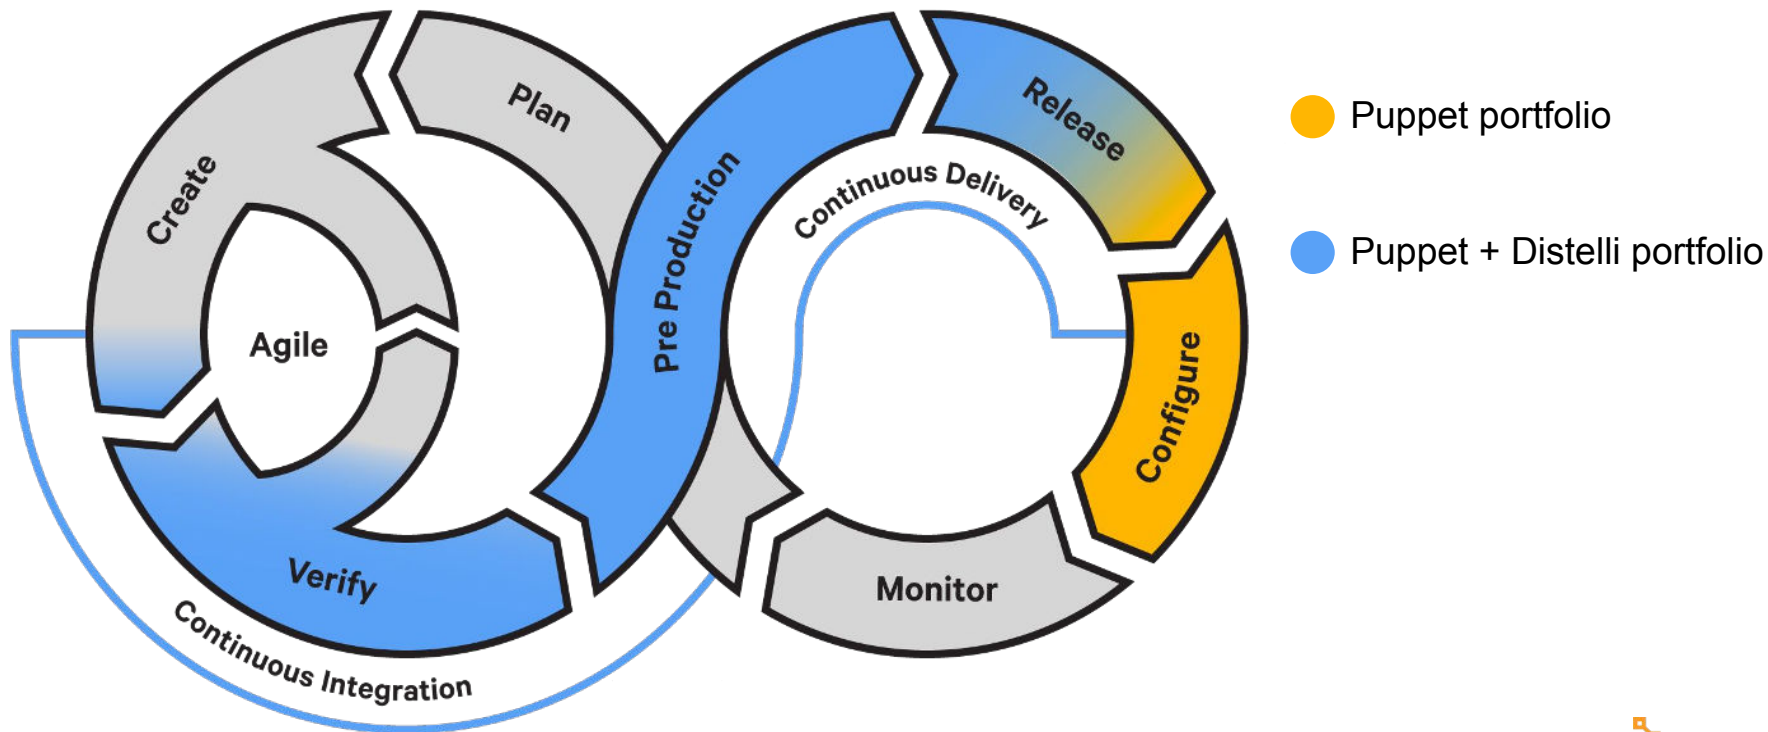 Plan
Create
Agile
Verify
Continuous Integration
Pre Production
Release
Continuous Delivery
Configure
Monitor
Puppet portfolio
Puppet + Distelli portfolio